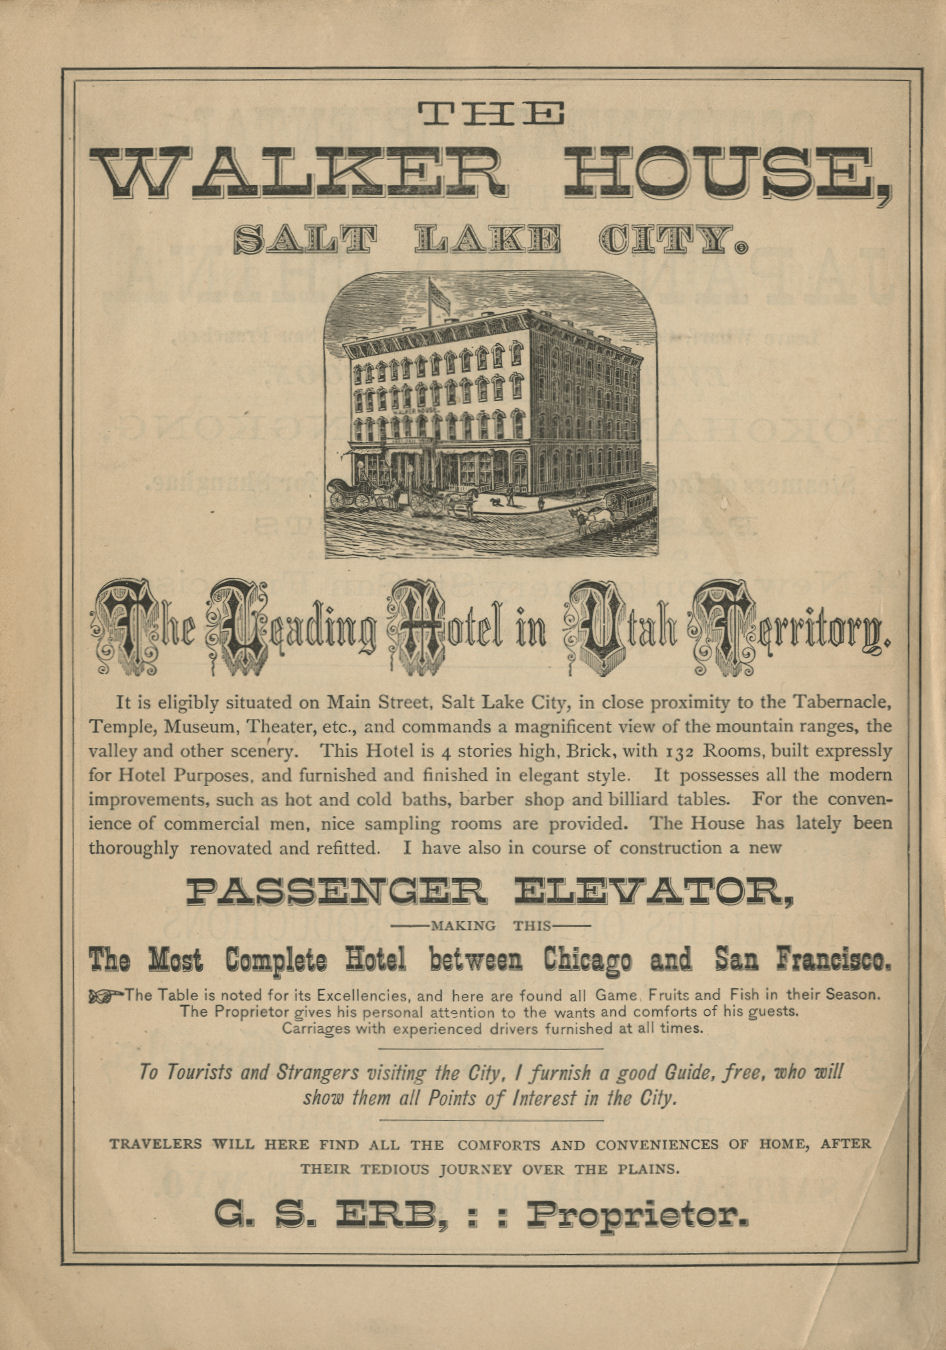 THE
WALKER HOUSE,
SALT LAKE CITY.
WALKER HOUSE
The Leading Hotel in Utah Territory.
It is eligibly situated on Main Street, Salt Lake City, in close proximity to the Tabernacle,
Temple, Museum, Theater, etc., and commands a magnificent view of the mountain ranges, the
valley and other scenery. This Hotel is 4 stories high, Brick, with 132 Rooms, built expressly
for Hotel Purposes, and furnished and finished in elegant style. It possesses all the modern
improvements, such as hot and cold baths, barber shop and billiard tables. For the conven-
ience of commercial men, nice sampling rooms are provided. The House has lately been
thoroughly renovated and refitted. I have also in course of construction a new
PASSENGER ELEVATOR,
—MAKING THIS—
The Most Complete Hotel between Chicago and San Francisco.
☞The Table is noted for its Excellencies, and here are found all Game, Fruits and Fish in their Season.
The Proprietor gives his personal attention to the wants and comforts of his guests.
Carriages with experienced drivers furnished at all times.
To Tourists and Strangers visiting the City, I furnish a good Guide, free, who will
show them all Points of Interest in the City.
TRAVELERS WILL HERE FIND ALL THE COMFORTS AND CONVENIENCES OF HOME, AFTER
THEIR TEDIOUS JOURNEY OVER THE PLAINS.
G. S. ERB, : : Proprietor.